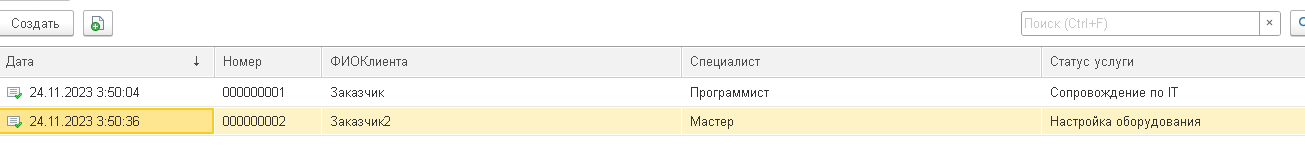 Создать Поиск (Ctrl+F) ×
Дата ↓ Номер ФИОКлиента Специалист Статус услуги
24.11.2023 3:50:04 000000001 Заказчик Программист Сопровождение по IT
24.11.2023 3:50:36 000000002 Заказчик2 Мастер Настройка оборудования